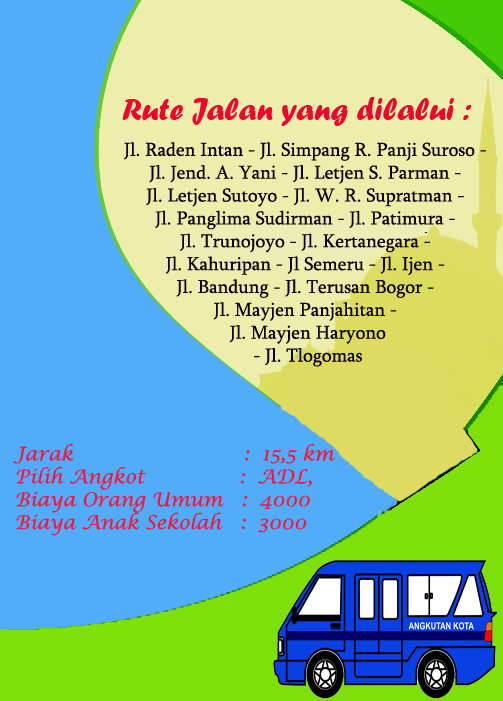 Rute Jalan yang dilalui :
Jl. Raden Intan - Jl. Simpang R. Panji Suroso -
Jl. Jend. A. Yani - Jl. Letjen S. Parman -
Jl. Letjen Sutoyo - Jl. W. R. Supratman -
Jl. Panglima Sudirman - Jl. Patimura -
Jl. Trunojoyo - Jl. Kertanegara -
Jl. Kahuripan - Jl Semeru - Jl. Ijen -
Jl. Bandung - Jl. Terusan Bogor -
Jl. Mayjen Panjahitan -
Jl. Mayjen Haryono
- Jl. Tlogomas
Jarak : 15,5 km
Pilih Angkot : ADL,
Biaya Orang Umum : 4000
Biaya Anak Sekolah : 3000
ANGKUTAN KOTA